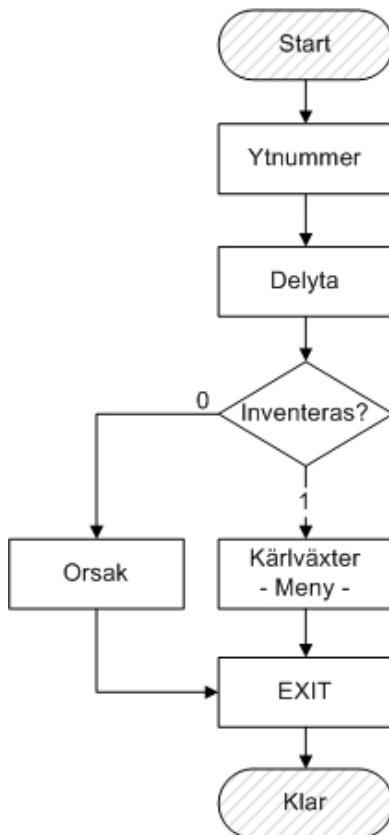 Start
Ytnummer
Delyta
Inventeras?
0
1
Orsak
Kärlväxter
- Meny -
EXIT
Klar